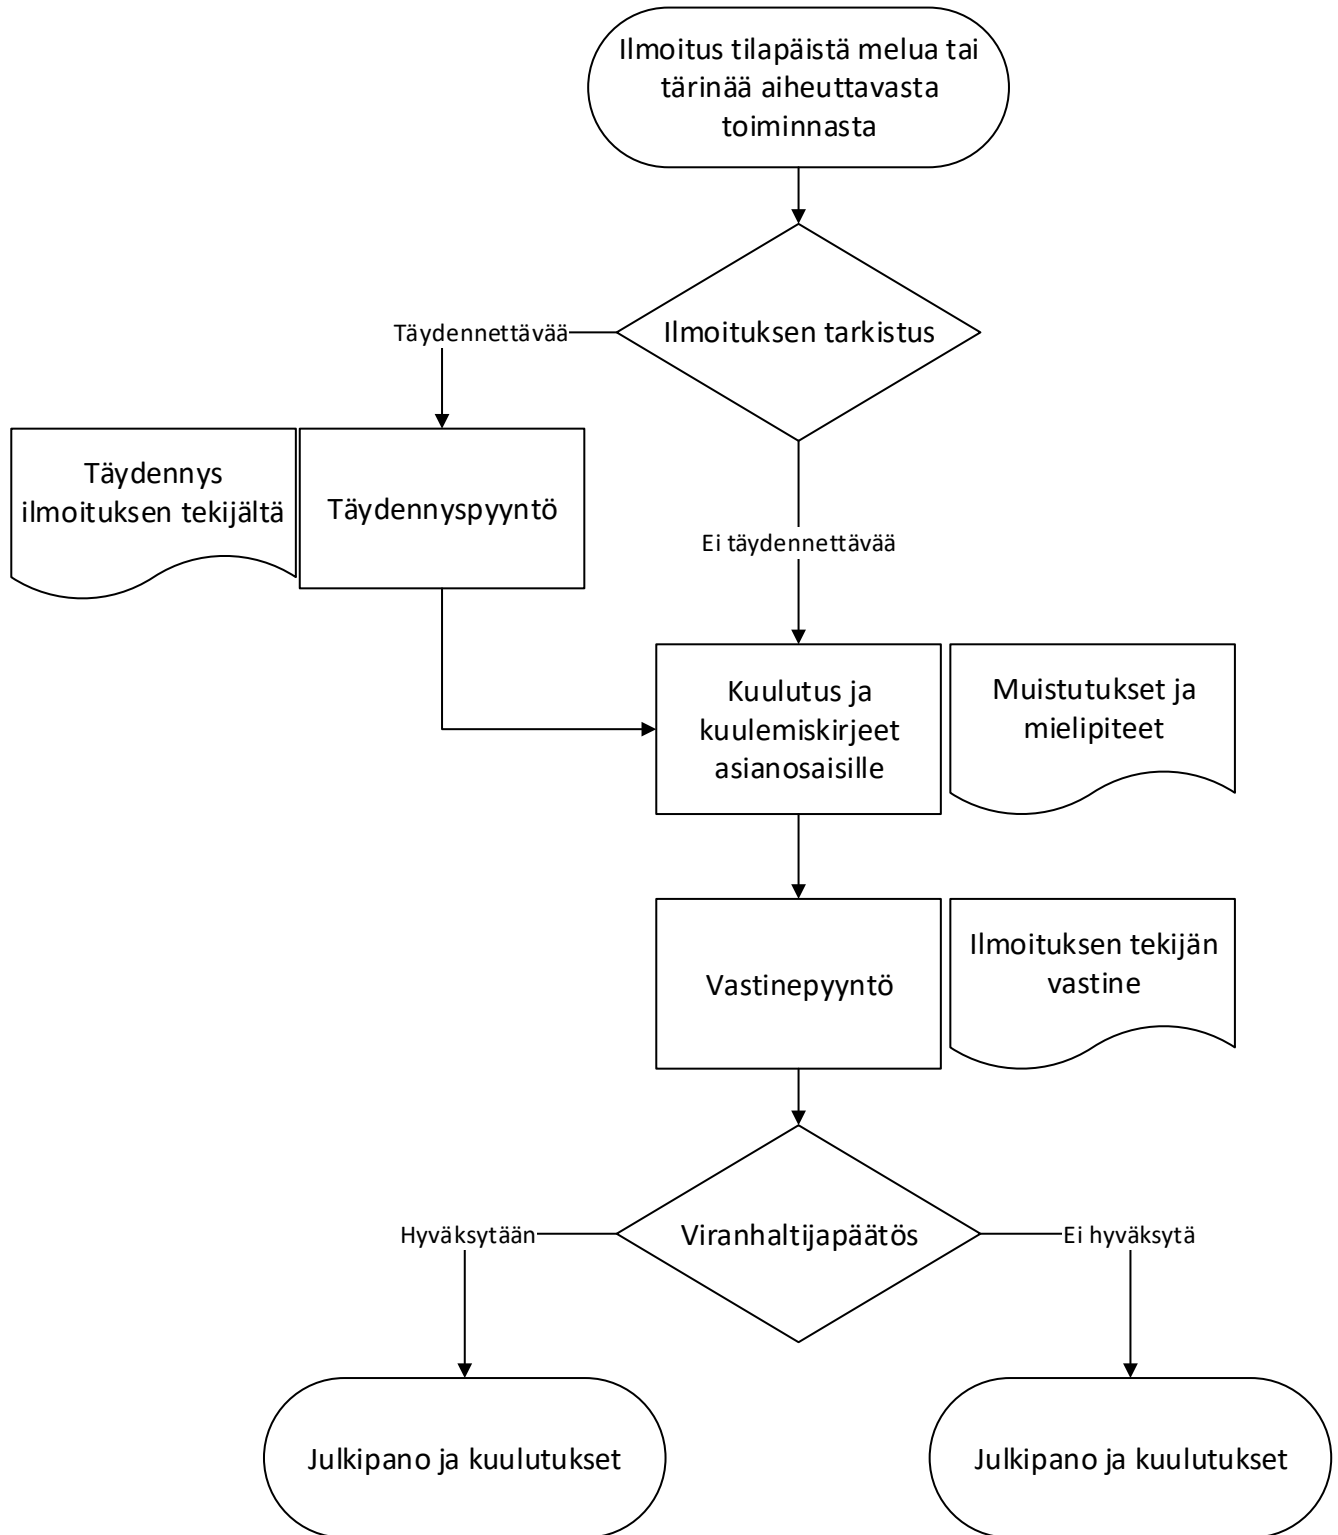 Ilmoitus tilapäistä melua tai
tärinää aiheuttavasta
toiminnasta
Ilmoituksen tarkistus
Täydennettävää
Täydennys
ilmoituksen tekijältä
Täydennyspyyntö
Ei täydennettävää
Kuulutus ja
kuulemiskirjeet
asianosaisille
Muistutukset ja
mielipiteet
Vastinepyyntö
Ilmoituksen tekijän
vastine
Viranhaltijapäätös
Hyväksytään
Ei hyväksytä
Julkipano ja kuulutukset
Julkipano ja kuulutukset